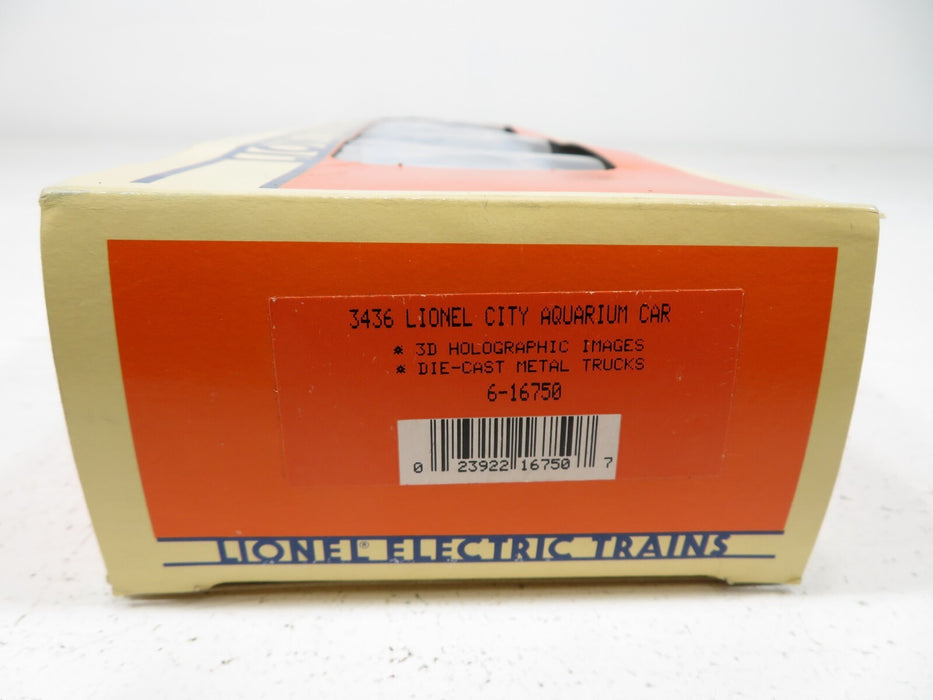 3436 LIONEL CITY AQUARIUM CAR
* 3D HOLOGRAPHIC IMAGES
* DIE-CAST METAL TRUCKS
6-16750
0 23922 16750 7
LIONEL® ELECTRIC TRAINS